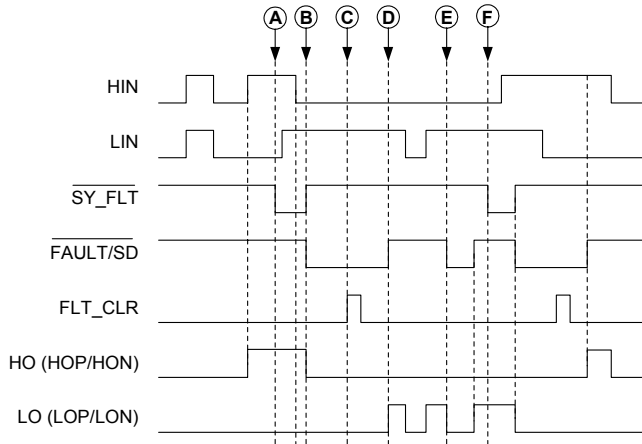 A B C D E F
HIN
LIN
SY_FLT
FAULT/SD
FLT_CLR
HO (HOP/HON)
LO (LOP/LON)